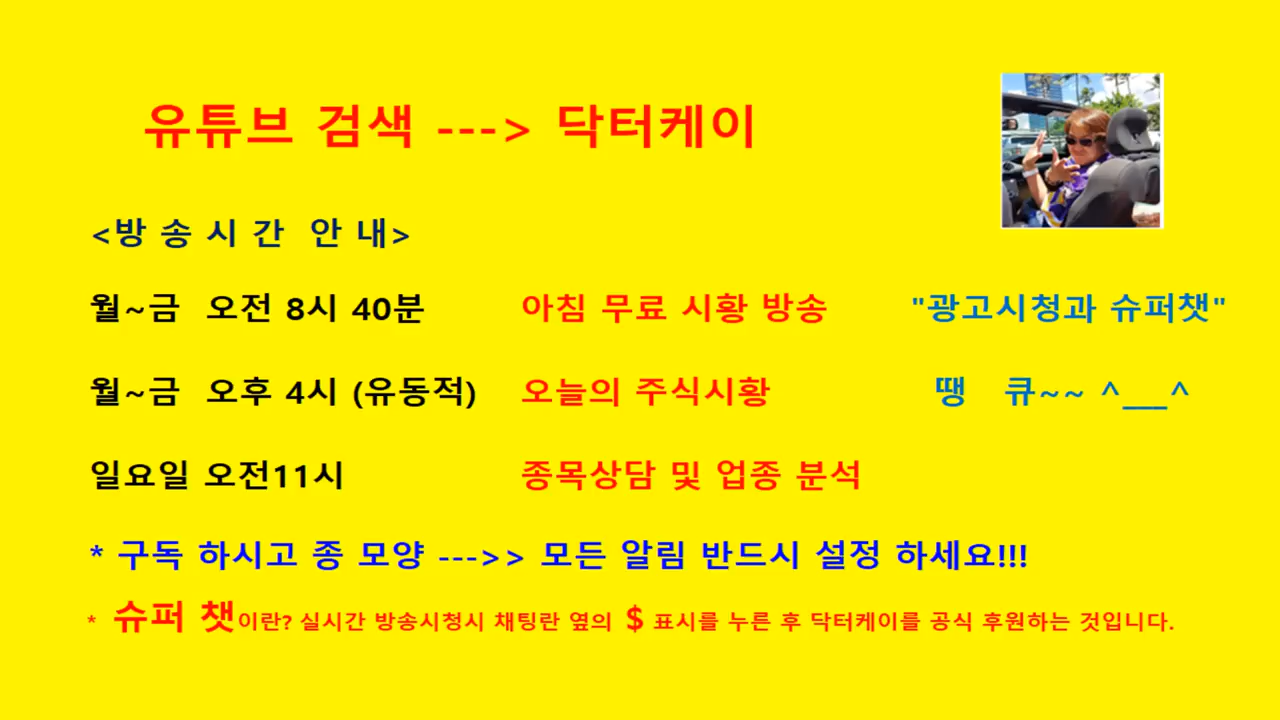 유튜브 검색 ---> 닥터케이
<방 송 시 간 안 내>
월~금 오전 8시 40분 아침 무료 시황 방송 "광고시청과 슈퍼챗"
월~금 오후 4시 (유동적) 오늘의 주식시황 땡 큐~~ ^___^
일요일 오전11시 종목상담 및 업종 분석
* 구독 하시고 종 모양 --->> 모든 알림 반드시 설정 하세요!!!
* 슈퍼 챗이란? 실시간 방송시청시 채팅란 옆의 $ 표시를 누른 후 닥터케이를 공식 후원하는 것입니다.